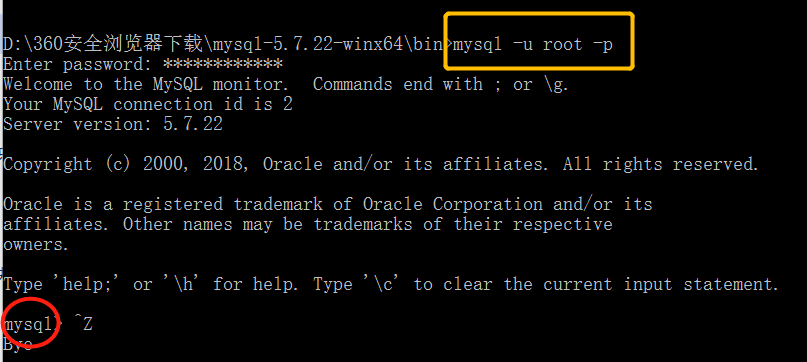 D:\360安全浏览器下载\mysql-5.7.22-winx64\bin>mysql -u root -p
Enter password: ************
Welcome to the MySQL monitor.  Commands end with ; or \g.
Your MySQL connection id is 2
Server version: 5.7.22
Copyright (c) 2000, 2018, Oracle and/or its affiliates. All rights reserved.
Oracle is a registered trademark of Oracle Corporation and/or its
affiliates. Other names may be trademarks of their respective
owners.
Type 'help;' or '\h' for help. Type '\c' to clear the current input statement.
mysql> ^Z
Bye